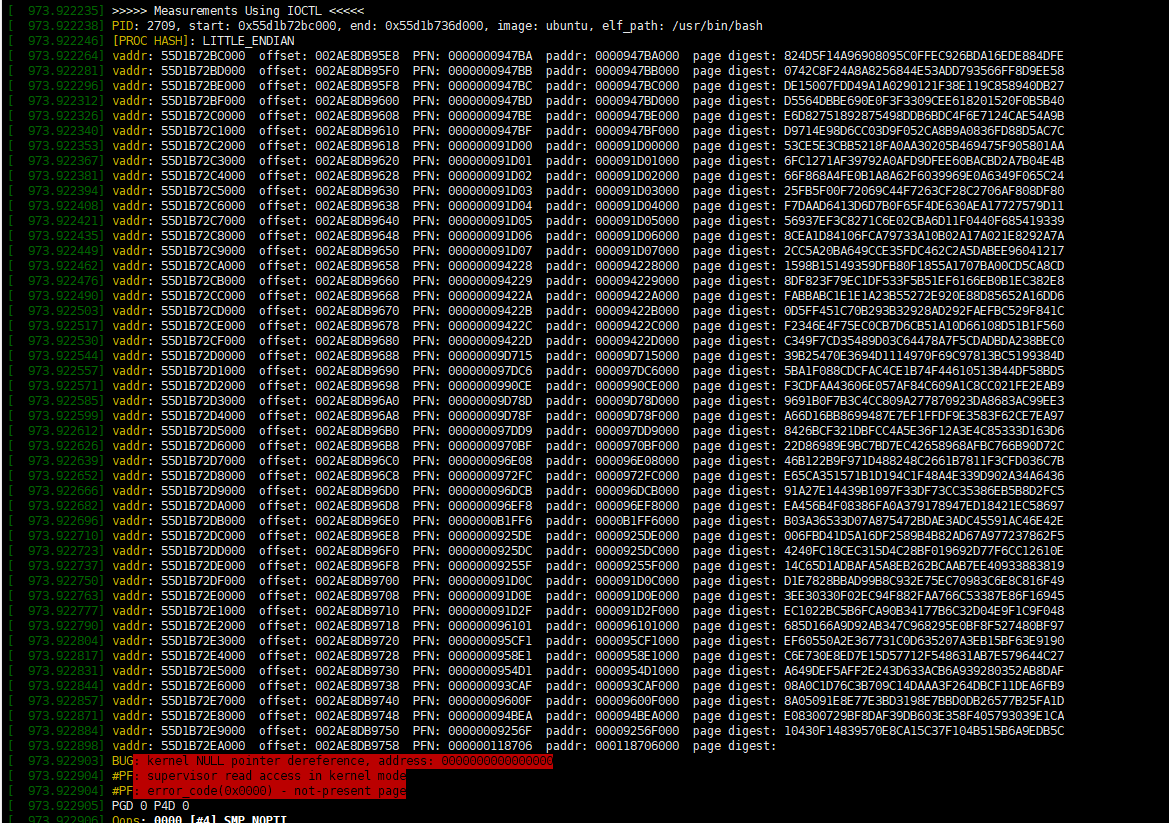 [  973.922235] >>>>> Measurements Using IOCTL <<<<<
[  973.922238] PID: 2709, start: 0x55d1b72bc000, end: 0x55d1b736d000, image: ubuntu, elf_path: /usr/bin/bash
[  973.922246] [PROC HASH]: LITTLE_ENDIAN
[  973.922264] vaddr: 55D1B72BC000  offset: 002AE8DB95E8  PFN: 0000000947BA  paddr: 0000947BA000  page digest: 824D5F14A96908095C0FFEC926BDA16EDE884DFE
[  973.922281] vaddr: 55D1B72BD000  offset: 002AE8DB95F0  PFN: 0000000947BB  paddr: 0000947BB000  page digest: 0742C8F24A8A8256844E53ADD793566FF8D9EE58
[  973.922296] vaddr: 55D1B72BE000  offset: 002AE8DB95F8  PFN: 0000000947BC  paddr: 0000947BC000  page digest: DE15007FDD49A1A0290121F38E119C858940DB27
[  973.922312] vaddr: 55D1B72BF000  offset: 002AE8DB9600  PFN: 0000000947BD  paddr: 0000947BD000  page digest: D5564DBBE690E0F3F3309CEE618201520F0B5B40
[  973.922326] vaddr: 55D1B72C0000  offset: 002AE8DB9608  PFN: 0000000947BE  paddr: 0000947BE000  page digest: E6D82751892875498DDB6BDC4F6E7124CAE54A9B
[  973.922340] vaddr: 55D1B72C1000  offset: 002AE8DB9610  PFN: 0000000947BF  paddr: 0000947BF000  page digest: D9714E98D6CC03D9F052CA8B9A0836FD88D5AC7C
[  973.922353] vaddr: 55D1B72C2000  offset: 002AE8DB9618  PFN: 000000091D00  paddr: 000091D00000  page digest: 53CE5E3CBB5218FA0AA30205B469475F905801AA
[  973.922367] vaddr: 55D1B72C3000  offset: 002AE8DB9620  PFN: 000000091D01  paddr: 000091D01000  page digest: 6FC1271AF39792A0AFD9DFEE60BACBD2A7B04E4B
[  973.922381] vaddr: 55D1B72C4000  offset: 002AE8DB9628  PFN: 000000091D02  paddr: 000091D02000  page digest: 66F868A4FE0B1A8A62F6039969E0A6349F065C24
[  973.922394] vaddr: 55D1B72C5000  offset: 002AE8DB9630  PFN: 000000091D03  paddr: 000091D03000  page digest: 25FB5F00F72069C44F7263CF28C2706AF808DF80
[  973.922408] vaddr: 55D1B72C6000  offset: 002AE8DB9638  PFN: 000000091D04  paddr: 000091D04000  page digest: F7DAAD6413D6D7B0F65F4DE630AEA17727579D11
[  973.922421] vaddr: 55D1B72C7000  offset: 002AE8DB9640  PFN: 000000091D05  paddr: 000091D05000  page digest: 56937EF3C8271C6E02CBA6D11F0440F685419339
[  973.922435] vaddr: 55D1B72C8000  offset: 002AE8DB9648  PFN: 000000091D06  paddr: 000091D06000  page digest: 8CEA1D84106FCA79733A10B02A17A021E8292A7A
[  973.922449] vaddr: 55D1B72C9000  offset: 002AE8DB9650  PFN: 000000091D07  paddr: 000091D07000  page digest: 2CC5A20BA649CCE35FDC462C2A5DABEE96041217
[  973.922462] vaddr: 55D1B72CA000  offset: 002AE8DB9658  PFN: 000000094228  paddr: 000094228000  page digest: 1598B15149359DFB80F1855A1707BA00CD5CA8CD
[  973.922476] vaddr: 55D1B72CB000  offset: 002AE8DB9660  PFN: 000000094229  paddr: 000094229000  page digest: 8DF823F79EC1DF533F5B51EF6166EB0B1EC382E8
[  973.922490] vaddr: 55D1B72CC000  offset: 002AE8DB9668  PFN: 00000009422A  paddr: 00009422A000  page digest: FABBABC1E1E1A23B55272E920E88D85652A16DD6
[  973.922503] vaddr: 55D1B72CD000  offset: 002AE8DB9670  PFN: 00000009422B  paddr: 00009422B000  page digest: 0D5FF451C70B293B32928AD292FAEFBC529F841C
[  973.922517] vaddr: 55D1B72CE000  offset: 002AE8DB9678  PFN: 00000009422C  paddr: 00009422C000  page digest: F2346E4F75EC0CB7D6CB51A10D66108D51B1F560
[  973.922530] vaddr: 55D1B72CF000  offset: 002AE8DB9680  PFN: 00000009422D  paddr: 00009422D000  page digest: C349F7CD35489D03C64478A7F5CDADBDA238BEC0
[  973.922544] vaddr: 55D1B72D0000  offset: 002AE8DB9688  PFN: 00000009D715  paddr: 00009D715000  page digest: 39B25470E3694D1114970F69C97813BC5199384D
[  973.922557] vaddr: 55D1B72D1000  offset: 002AE8DB9690  PFN: 000000097DC6  paddr: 000097DC6000  page digest: 5BA1F088CDCFAC4CE1B74F44610513B44DF58BD5
[  973.922571] vaddr: 55D1B72D2000  offset: 002AE8DB9698  PFN: 0000000990CE  paddr: 0000990CE000  page digest: F3CDFAA43606E057AF84C609A1C8CC021FE2EAB9
[  973.922585] vaddr: 55D1B72D3000  offset: 002AE8DB96A0  PFN: 00000009D78D  paddr: 00009D78D000  page digest: 9691B0F7B3C4CC809A277870923DA8683AC99EE3
[  973.922599] vaddr: 55D1B72D4000  offset: 002AE8DB96A8  PFN: 00000009D78F  paddr: 00009D78F000  page digest: A66D16BB8699487E7EF1FFDF9E3583F62CE7EA97
[  973.922612] vaddr: 55D1B72D5000  offset: 002AE8DB96B0  PFN: 000000097DD9  paddr: 000097DD9000  page digest: 8426BCF321DBFCC4A5E36F12A3E4C85333D163D6
[  973.922626] vaddr: 55D1B72D6000  offset: 002AE8DB96B8  PFN: 0000000970BF  paddr: 0000970BF000  page digest: 22D86989E9BC7BD7EC42658968AFBC766B90D72C
[  973.922639] vaddr: 55D1B72D7000  offset: 002AE8DB96C0  PFN: 000000096E08  paddr: 000096E08000  page digest: 46B122B9F971D488248C2661B7811F3CFD036C7B
[  973.922652] vaddr: 55D1B72D8000  offset: 002AE8DB96C8  PFN: 0000000972FC  paddr: 0000972FC000  page digest: E65CA351571B1D194C1F48A4E339D902A34A6436
[  973.922666] vaddr: 55D1B72D9000  offset: 002AE8DB96D0  PFN: 000000096DCB  paddr: 000096DCB000  page digest: 91A27E14439B1097F33DF73CC35386EB5B8D2FC5
[  973.922682] vaddr: 55D1B72DA000  offset: 002AE8DB96D8  PFN: 000000096EF8  paddr: 000096EF8000  page digest: EA456B4F08386FA0A379178947ED18421EC58697
[  973.922696] vaddr: 55D1B72DB000  offset: 002AE8DB96E0  PFN: 0000000B1FF6  paddr: 0000B1FF6000  page digest: B03A36533D07A875472BDAE3ADC45591AC46E42E
[  973.922710] vaddr: 55D1B72DC000  offset: 002AE8DB96E8  PFN: 0000000925DE  paddr: 0000925DE000  page digest: 006FBD41D5A16DF2589B4B82AD67A977237862F5
[  973.922723] vaddr: 55D1B72DD000  offset: 002AE8DB96F0  PFN: 0000000925DC  paddr: 0000925DC000  page digest: 4240FC18CEC315D4C28BF019692D77F6CC12610E
[  973.922737] vaddr: 55D1B72DE000  offset: 002AE8DB96F8  PFN: 00000009255F  paddr: 00009255F000  page digest: 14C65D1ADBAFA5A8EB262BCAAB7EE40933883819
[  973.922750] vaddr: 55D1B72DF000  offset: 002AE8DB9700  PFN: 000000091D0C  paddr: 000091D0C000  page digest: D1E7828BBAD99B8C932E75EC70983C6E8C816F49
[  973.922763] vaddr: 55D1B72E0000  offset: 002AE8DB9708  PFN: 000000091D0E  paddr: 000091D0E000  page digest: 3EE30330F02EC94F882FAA766C53387E86F16945
[  973.922777] vaddr: 55D1B72E1000  offset: 002AE8DB9710  PFN: 000000091D2F  paddr: 000091D2F000  page digest: EC1022BC5B6FCA90B34177B6C32D04E9F1C9F048
[  973.922790] vaddr: 55D1B72E2000  offset: 002AE8DB9718  PFN: 000000096101  paddr: 000096101000  page digest: 685D166A9D92AB347C968295E0BF8F527480BF97
[  973.922804] vaddr: 55D1B72E3000  offset: 002AE8DB9720  PFN: 000000095CF1  paddr: 000095CF1000  page digest: EF60550A2E367731C0D635207A3EB15BF63E9190
[  973.922817] vaddr: 55D1B72E4000  offset: 002AE8DB9728  PFN: 0000000958E1  paddr: 0000958E1000  page digest: C6E730E8ED7E15D57712F548631AB7E579644C27
[  973.922831] vaddr: 55D1B72E5000  offset: 002AE8DB9730  PFN: 0000000954D1  paddr: 0000954D1000  page digest: A649DEF5AFF2E243D633ACB6A939280352AB8DAF
[  973.922844] vaddr: 55D1B72E6000  offset: 002AE8DB9738  PFN: 000000093CAF  paddr: 000093CAF000  page digest: 08A0C1D76C3B709C14DAAA3F264DBCF11DEA6FB9
[  973.922857] vaddr: 55D1B72E7000  offset: 002AE8DB9740  PFN: 00000009600F  paddr: 00009600F000  page digest: 8A05091E8E77E3BD3198E7BBD0DB26577B25FA1D
[  973.922871] vaddr: 55D1B72E8000  offset: 002AE8DB9748  PFN: 000000094BEA  paddr: 000094BEA000  page digest: E08300729BF8DAF39DB603E358F405793039E1CA
[  973.922884] vaddr: 55D1B72E9000  offset: 002AE8DB9750  PFN: 00000009256F  paddr: 00009256F000  page digest: 10430F14839570E8CA15C37F104B515B6A9EDB5C
[  973.922898] vaddr: 55D1B72EA000  offset: 002AE8DB9758  PFN: 000000118706  paddr: 000118706000  page digest:
[  973.922903] BUG: kernel NULL pointer dereference, address: 0000000000000000
[  973.922904] #PF: supervisor read access in kernel mode
[  973.922904] #PF: error_code(0x0000) - not-present page
[  973.922905] PGD 0 P4D 0
[  973.922906] Oops: 0000 [#4] SMP NOPTI